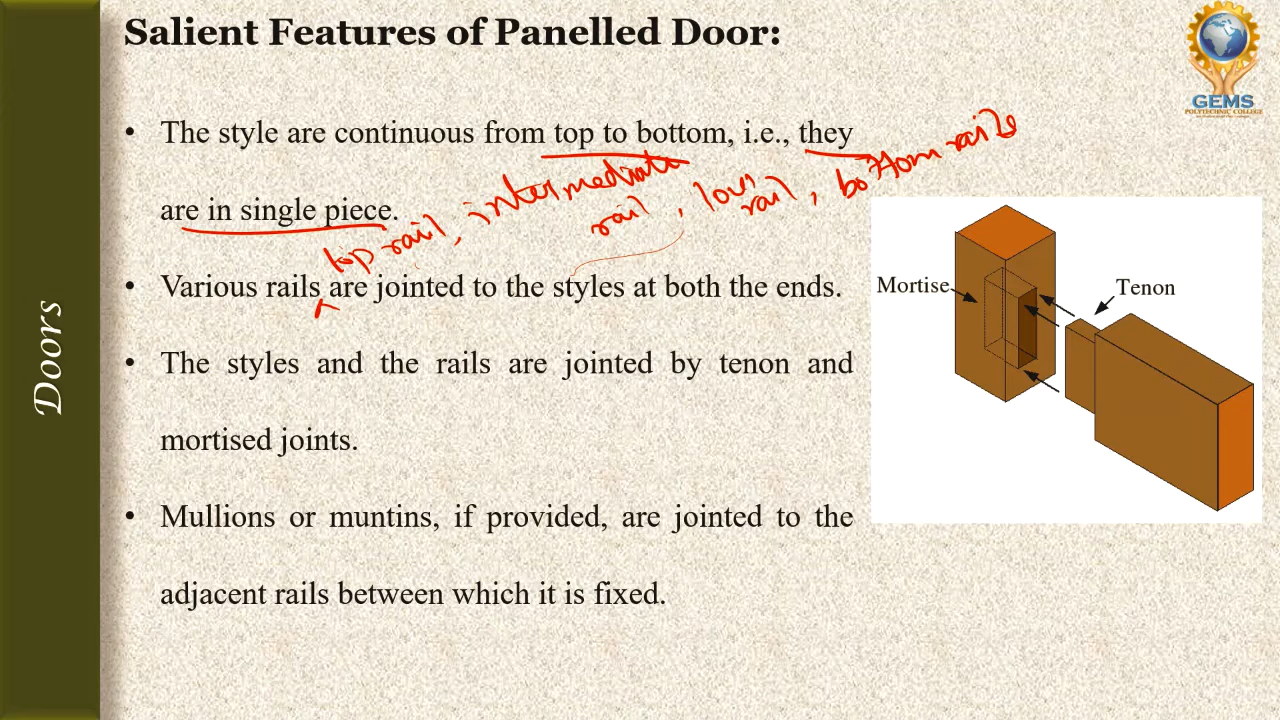 Salient Features of Panelled Door:
GEMS
POLYTECHNIC COLLEGE
• The style are continuous from top to bottom, i.e., they
are in single piece.
top rail, intermediate rail, lock rail, bottom rails
• Various rails are jointed to the styles at both the ends.
• The styles and the rails are jointed by tenon and
mortised joints.
• Mullions or muntins, if provided, are jointed to the
adjacent rails between which it is fixed.
Mortise
Tenon
Doors